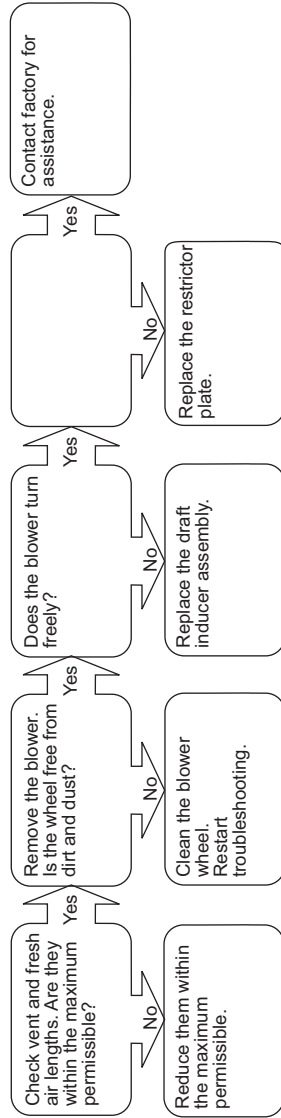 Check vent and fresh
air lengths. Are they
within the maximum
permissible?
Yes
No
Reduce them within
the maximum
permissible.
Remove the blower.
Is the wheel free from
dirt and dust?
Yes
No
Clean the blower
wheel.
Restart
troubleshooting.
Does the blower turn
freely?
Yes
No
Replace the draft
inducer assembly.
Yes
No
Replace the restrictor
plate.
Contact factory for
assistance.